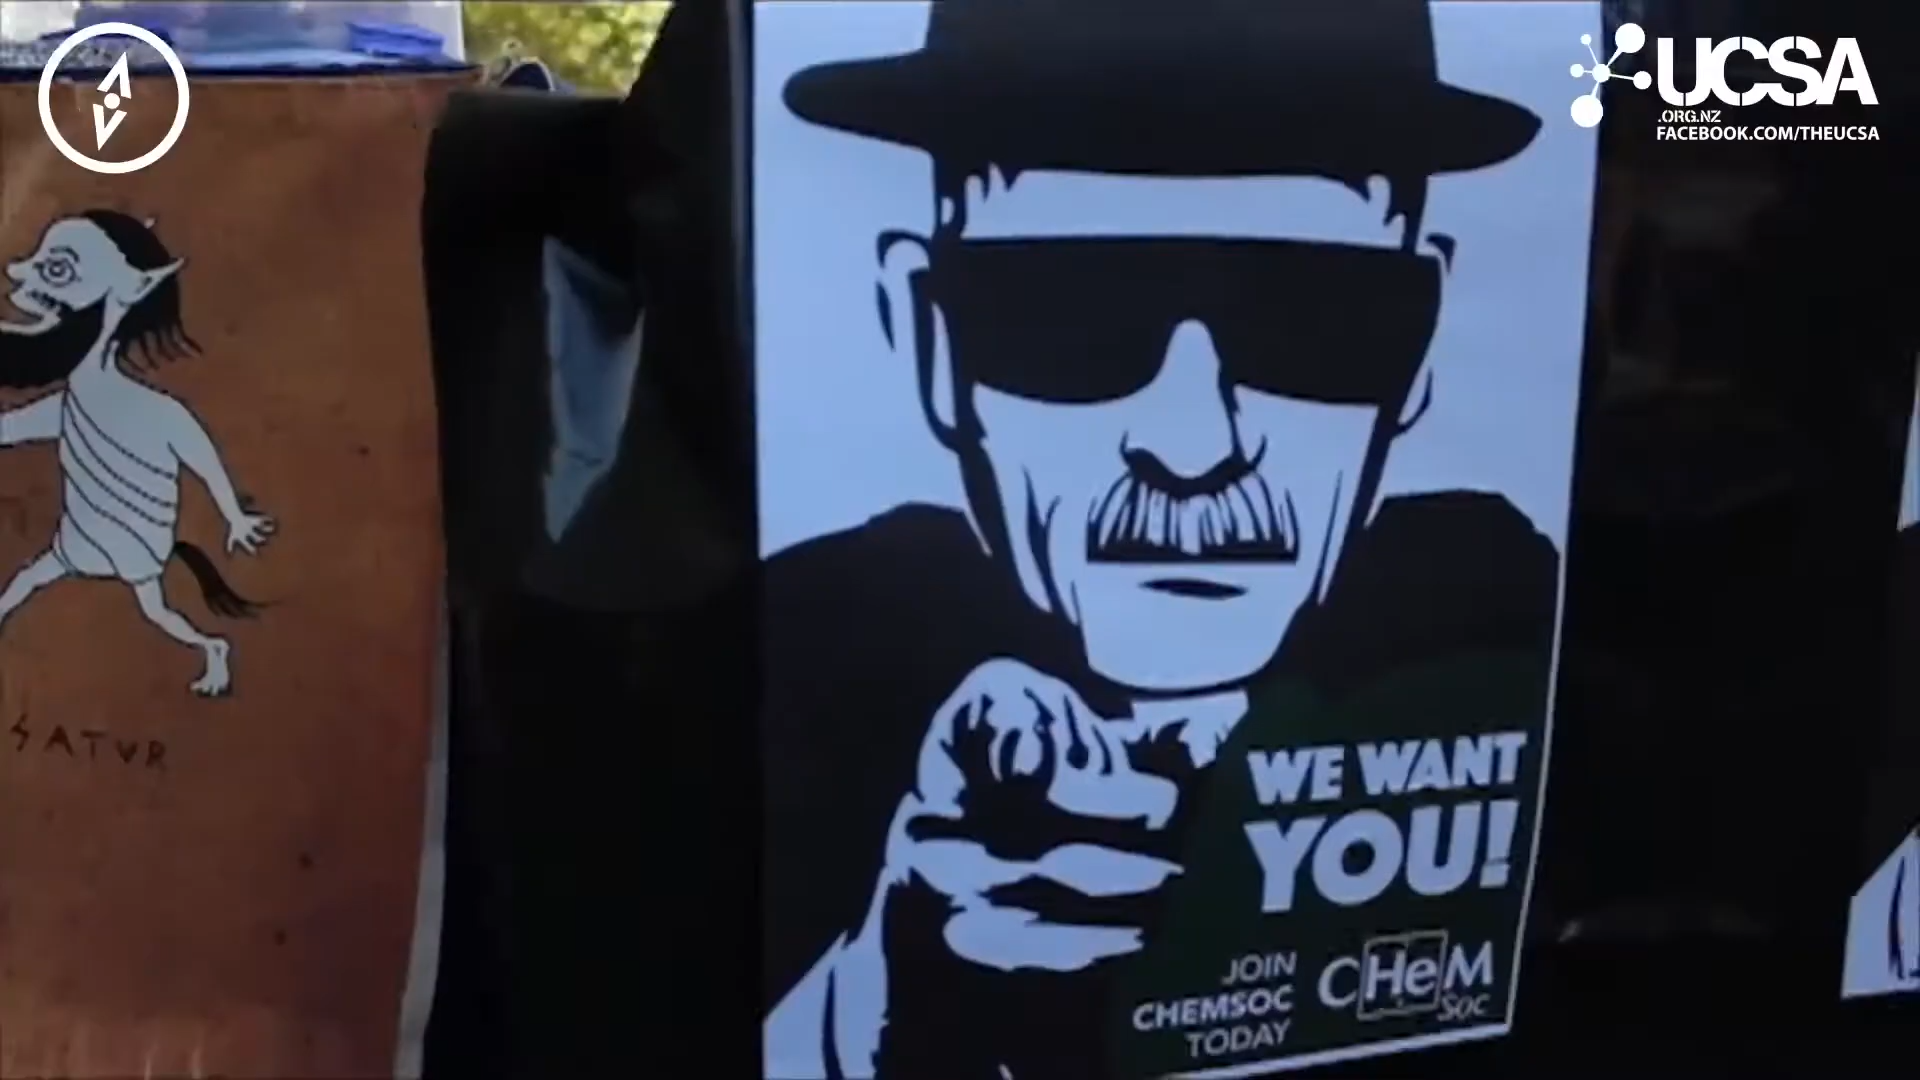 UCSA
.ORG.NZ
FACEBOOK.COM/THEUCSA
SATVR
WE WANT
YOU!
JOIN
CHEMSOC
TODAY
CHeM
Soc